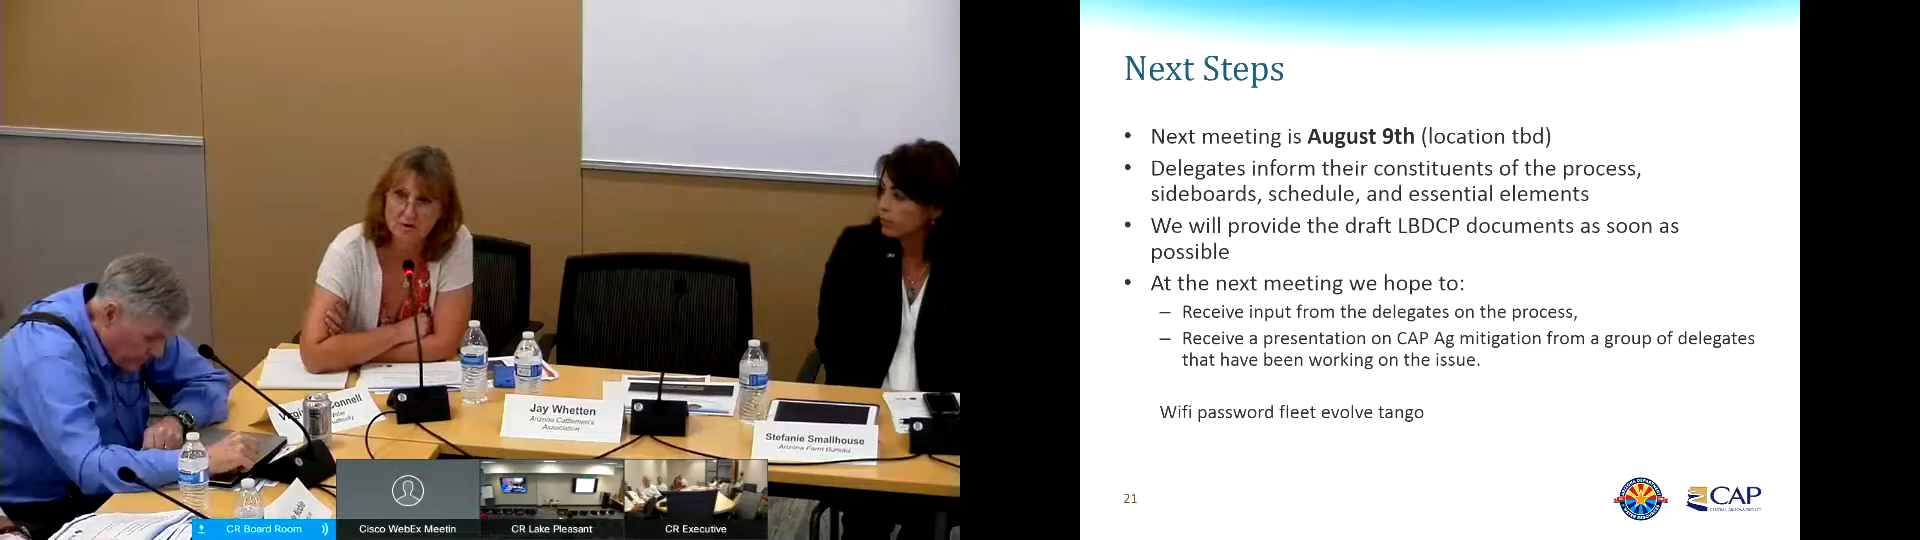 Next Steps
• Next meeting is August 9th (location tbd)
• Delegates inform their constituents of the process,
sideboards, schedule, and essential elements
• We will provide the draft LBDCP documents as soon as
possible
• At the next meeting we hope to:
– Receive input from the delegates on the process,
– Receive a presentation on CAP Ag mitigation from a group of delegates
that have been working on the issue.
Wifi password fleet evolve tango
21
CAP
CENTRAL ARIZONA PROJECT
Jay Whetten
Arizona Cattlemen's
Association
Stefanie Smallhouse
Arizona Farm Bureau
CR Board Room
Cisco WebEx Meetin
CR Lake Pleasant
CR Executive